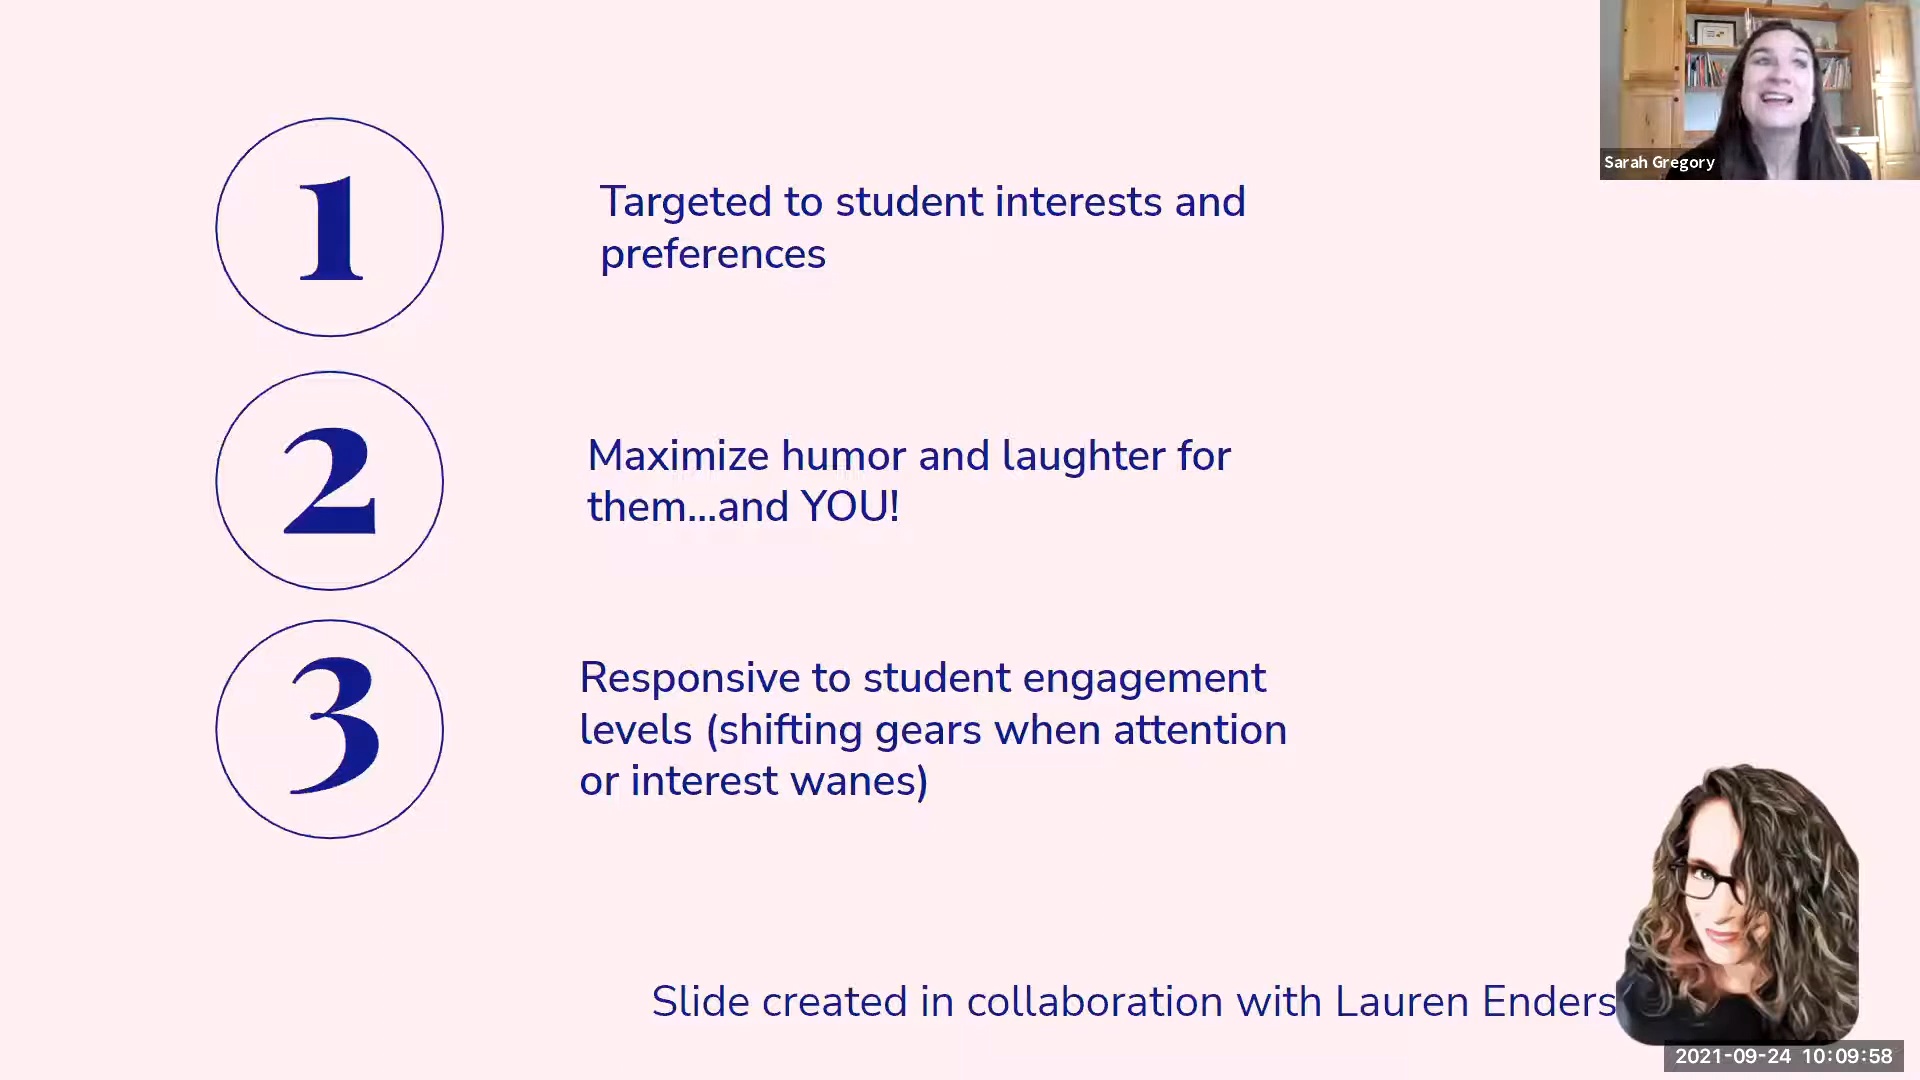 Sarah Gregory
1
Targeted to student interests and
preferences
2
Maximize humor and laughter for
them...and YOU!
3
Responsive to student engagement
levels (shifting gears when attention
or interest wanes)
Slide created in collaboration with Lauren Enders
2021-09-24 10:09:58